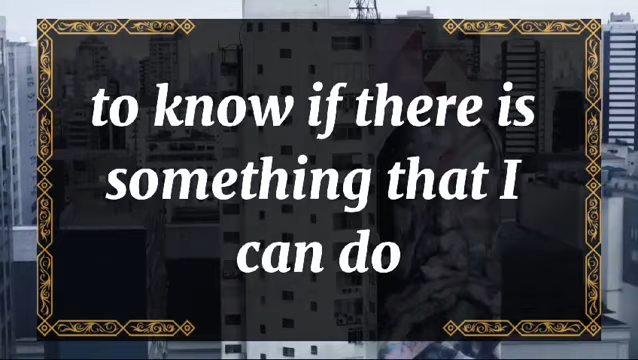 to know if there is
something that I
can do